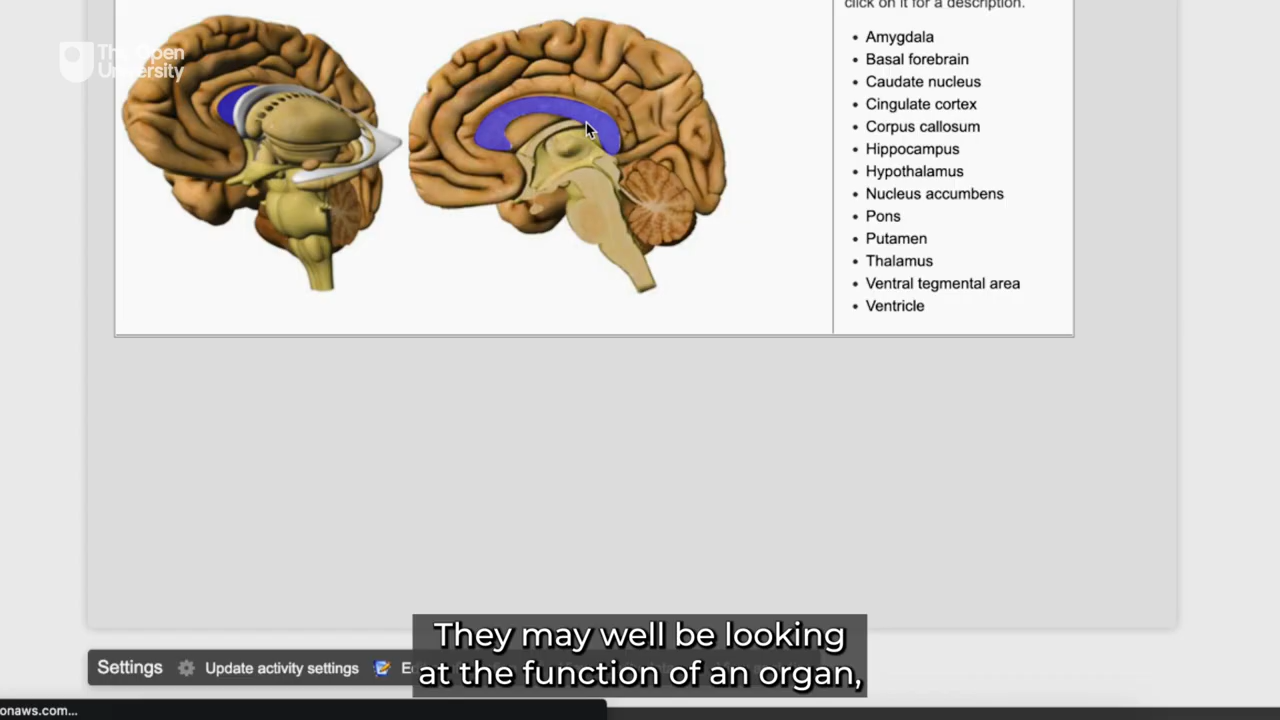 The Open
University
click on it for a description.
• Amygdala
• Basal forebrain
• Caudate nucleus
• Cingulate cortex
• Corpus callosum
• Hippocampus
• Hypothalamus
• Nucleus accumbens
• Pons
• Putamen
• Thalamus
• Ventral tegmental area
• Ventricle
They may well be looking
at the function of an organ,
Settings Update activity settings
onaws.com...